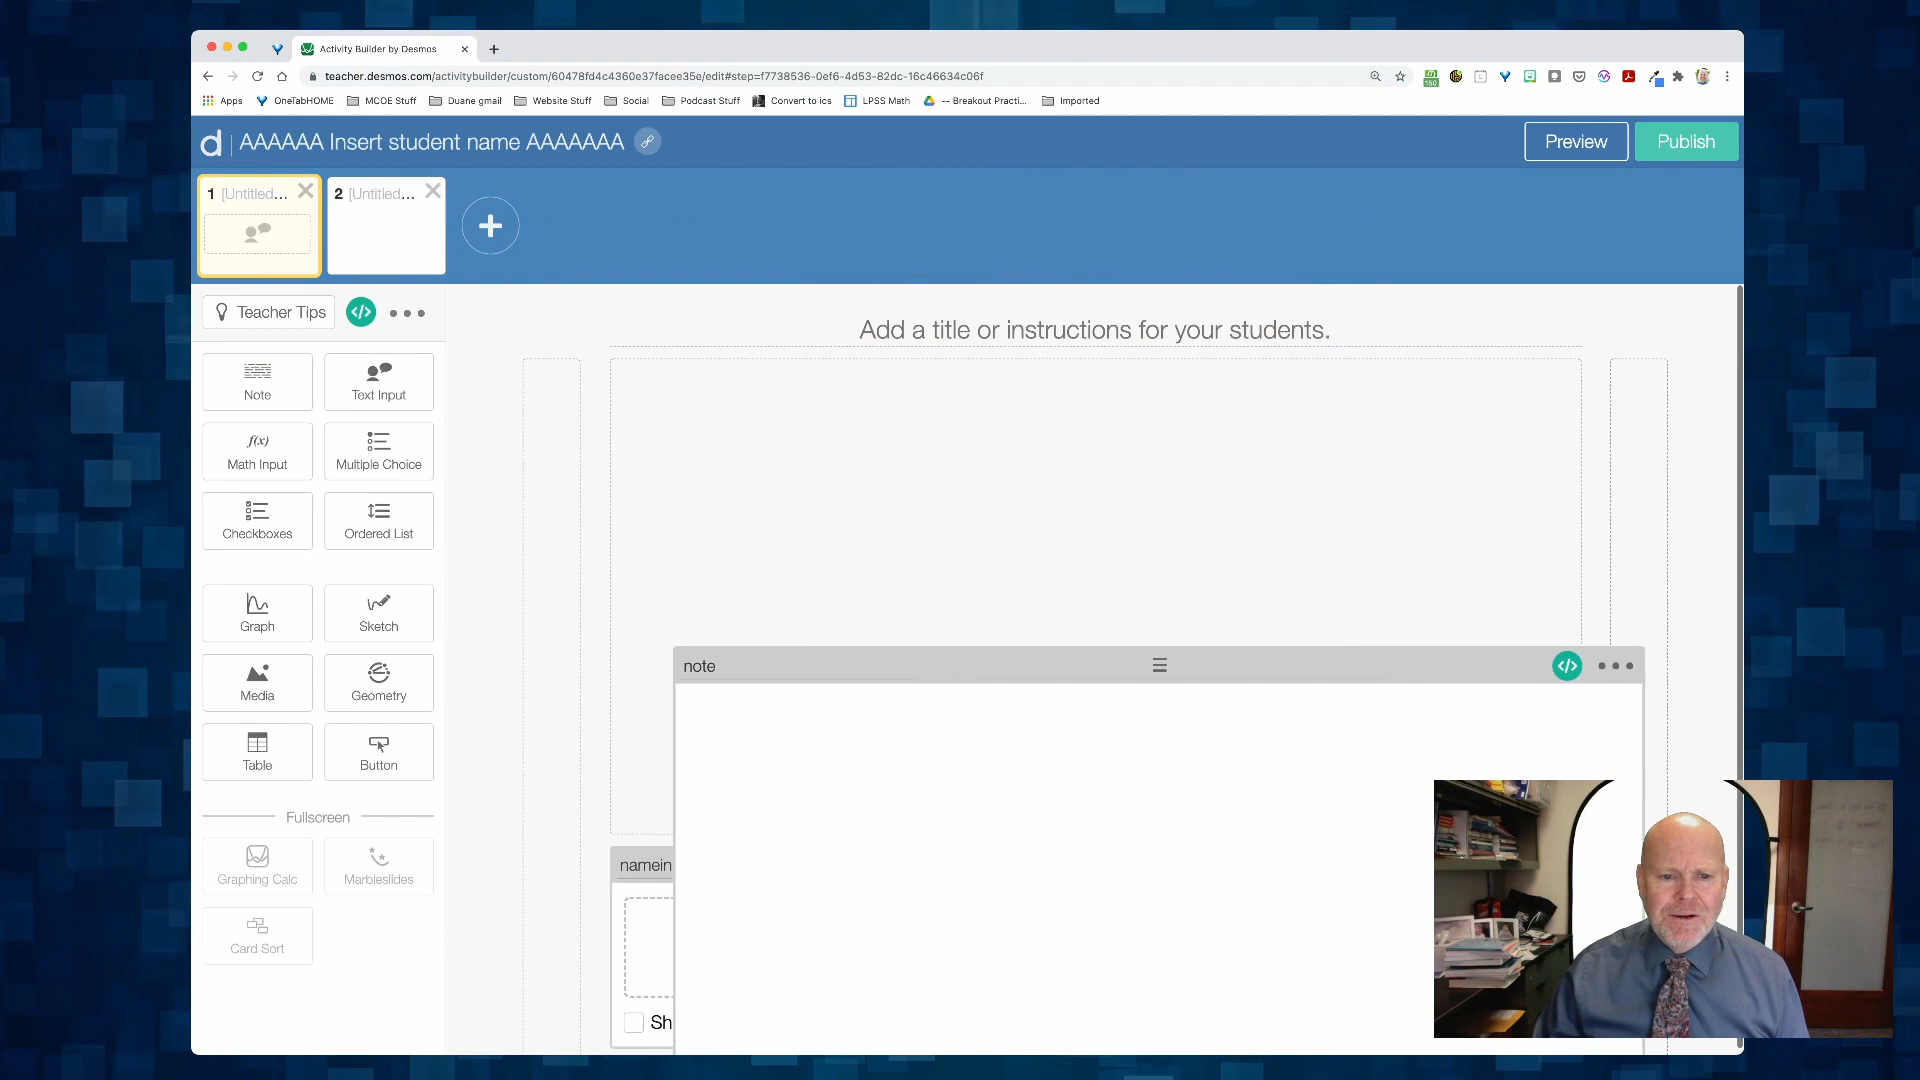 Activity Builder by Desmos
teacher.desmos.com/activitybuilder/custom/60478fd4c4360e37facee35e/edit#step=f7738536-0ef6-4d53-82dc-16c46634c06f
150
Apps OneTabHOME MCOE Stuff Duane gmail Website Stuff Social Podcast Stuff Convert to ics LPSS Math -- Breakout Practi... Imported
d | AAAAAA Insert student name AAAAAAA
Preview Publish
1 [Untitled... 2 [Untitled...
Teacher Tips
Add a title or instructions for your students.
Note Text Input
f(x)
Math Input Multiple Choice
Checkboxes Ordered List
Graph Sketch
note
Media Geometry
Table Button
Fullscreen
namein
Graphing Calc Marbleslides
Card Sort
Sh